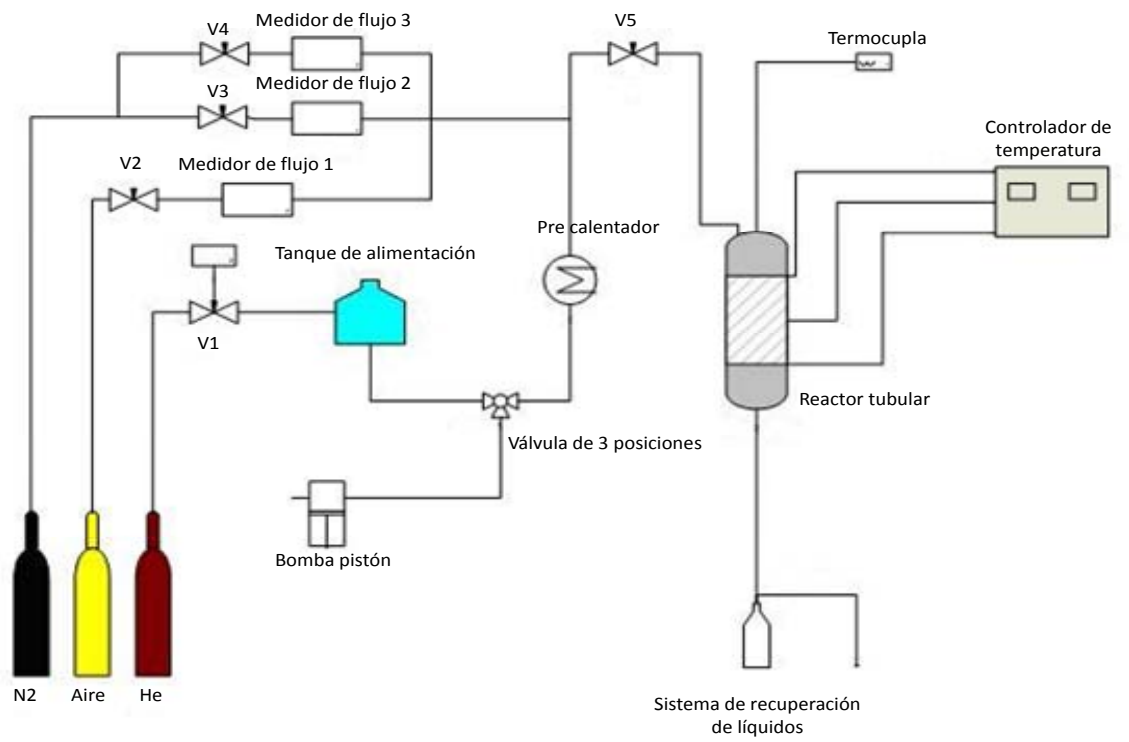 V4
Medidor de flujo 3
V5
Termocupla
V3
Medidor de flujo 2
Controlador de
temperatura
V2
Medidor de flujo 1
Pre calentador
Tanque de alimentación
V1
Reactor tubular
Válvula de 3 posiciones
Bomba pistón
N2
Aire
He
Sistema de recuperación
de líquidos